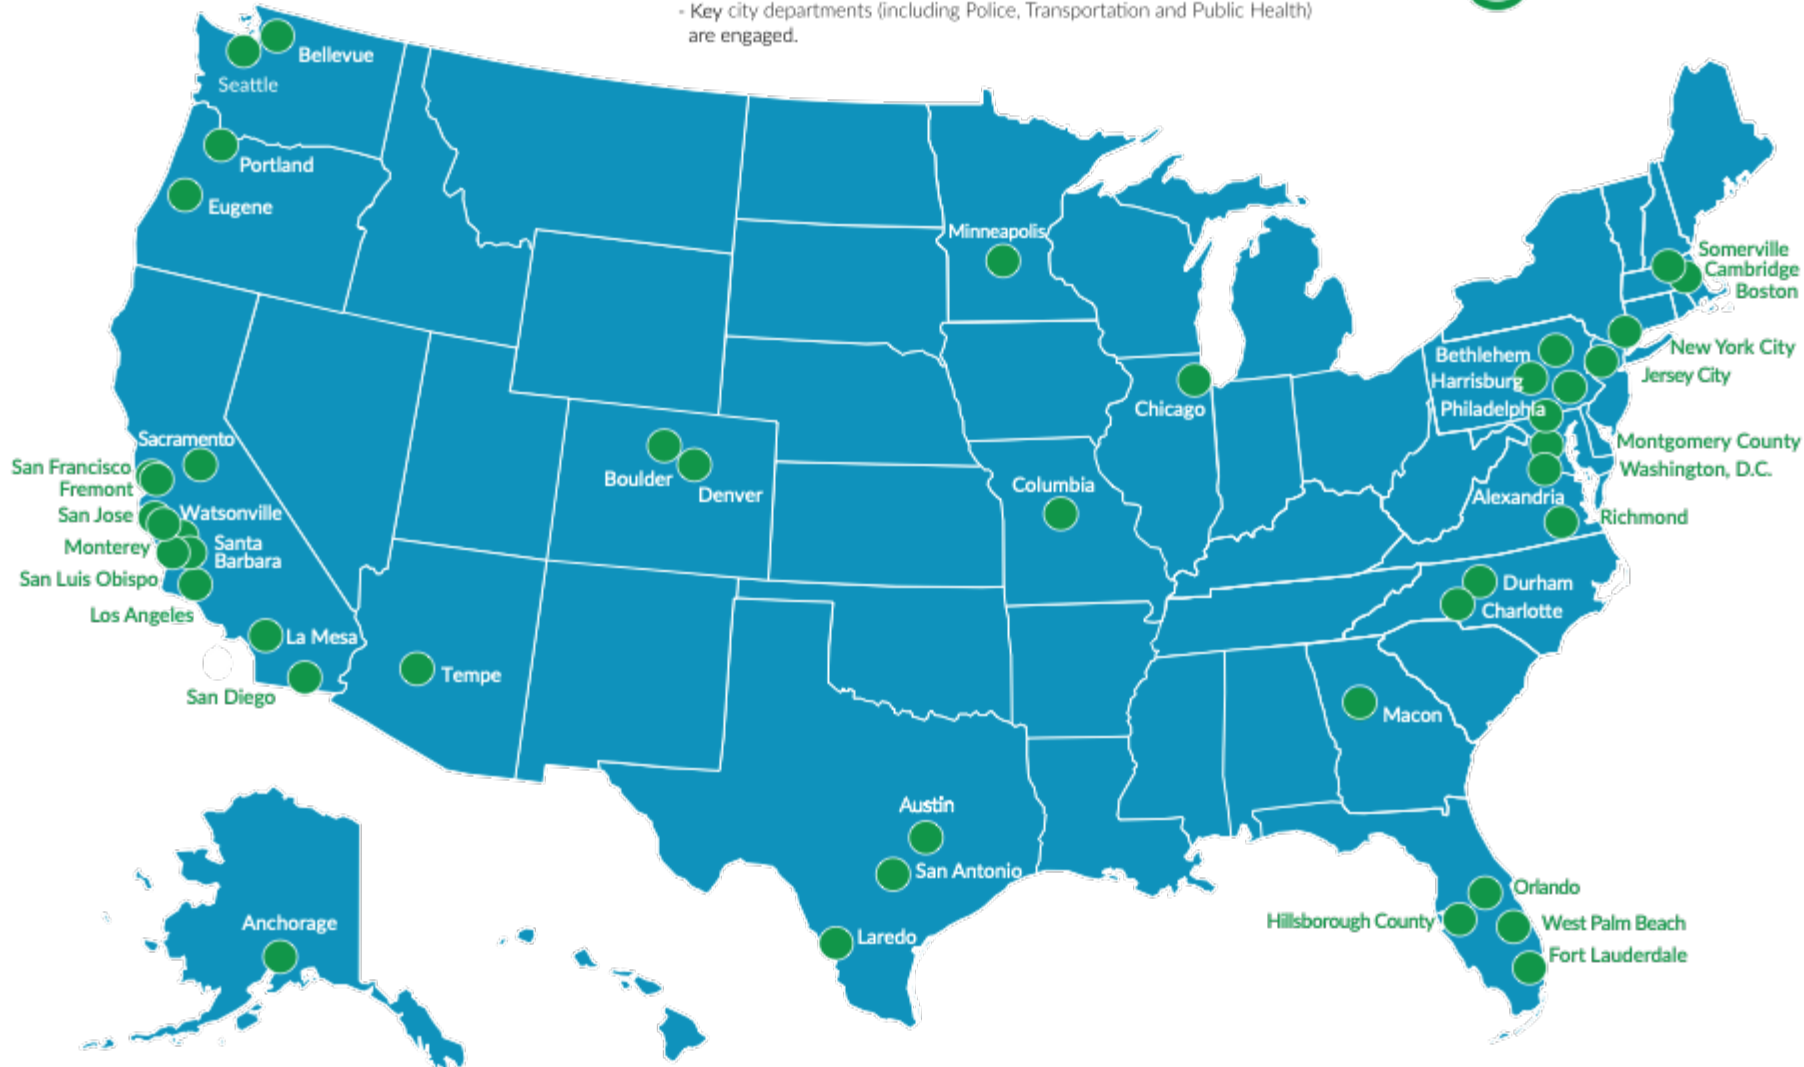 - Key city departments (including Police, Transportation and Public Health)
are engaged.
Bellevue
Seattle
Portland
Eugene
Minneapolis
Somerville
Cambridge
Boston
New York City
Bethlehem
Jersey City
Harrisburg
Chicago
Philadelphia
Sacramento
Montgomery County
San Francisco
Washington, D.C.
Boulder
Fremont
Denver
Columbia
Alexandria
San Jose
Watsonville
Richmond
Monterey
Santa
Barbara
San Luis Obispo
Durham
Los Angeles
Charlotte
La Mesa
Tempe
San Diego
Macon
Austin
San Antonio
Orlando
Anchorage
Hillsborough County
West Palm Beach
Laredo
Fort Lauderdale